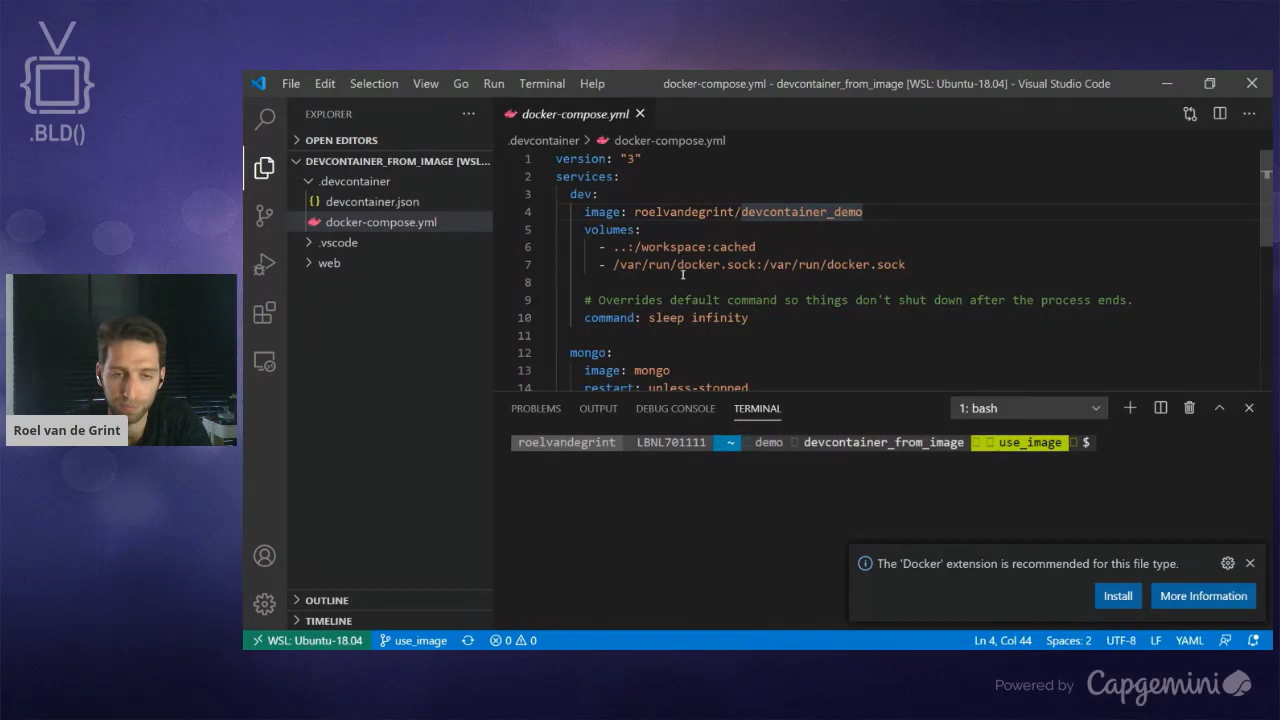 .BLD()
File Edit Selection View Go Run Terminal Help
docker-compose.yml - devcontainer_from_image [WSL: Ubuntu-18.04] - Visual Studio Code
EXPLORER
OPEN EDITORS
DEVCONTAINER_FROM_IMAGE [WSL...
.devcontainer
{} devcontainer.json
docker-compose.yml
.vscode
web
OUTLINE
TIMELINE
docker-compose.yml
.devcontainer > docker-compose.yml
1 version: "3"
2 services:
3 dev:
4 image: roelvandegrint/devcontainer_demo
5 volumes:
6 - ..:/workspace:cached
7 - /var/run/docker.sock:/var/run/docker.sock
8
9 # Overrides default command so things don't shut down after the process ends.
10 command: sleep infinity
11
12 mongo:
13 image: mongo
14 restart: unless-stopped
PROBLEMS OUTPUT DEBUG CONSOLE TERMINAL
1: bash
roelvandegrint LBNL701111 ~ demo devcontainer_from_image use_image $
The 'Docker' extension is recommended for this file type.
Install More Information
WSL: Ubuntu-18.04 use_image 0 0 Ln 4, Col 44 Spaces: 2 UTF-8 LF YAML
Roel van de Grint
Powered by Capgemini